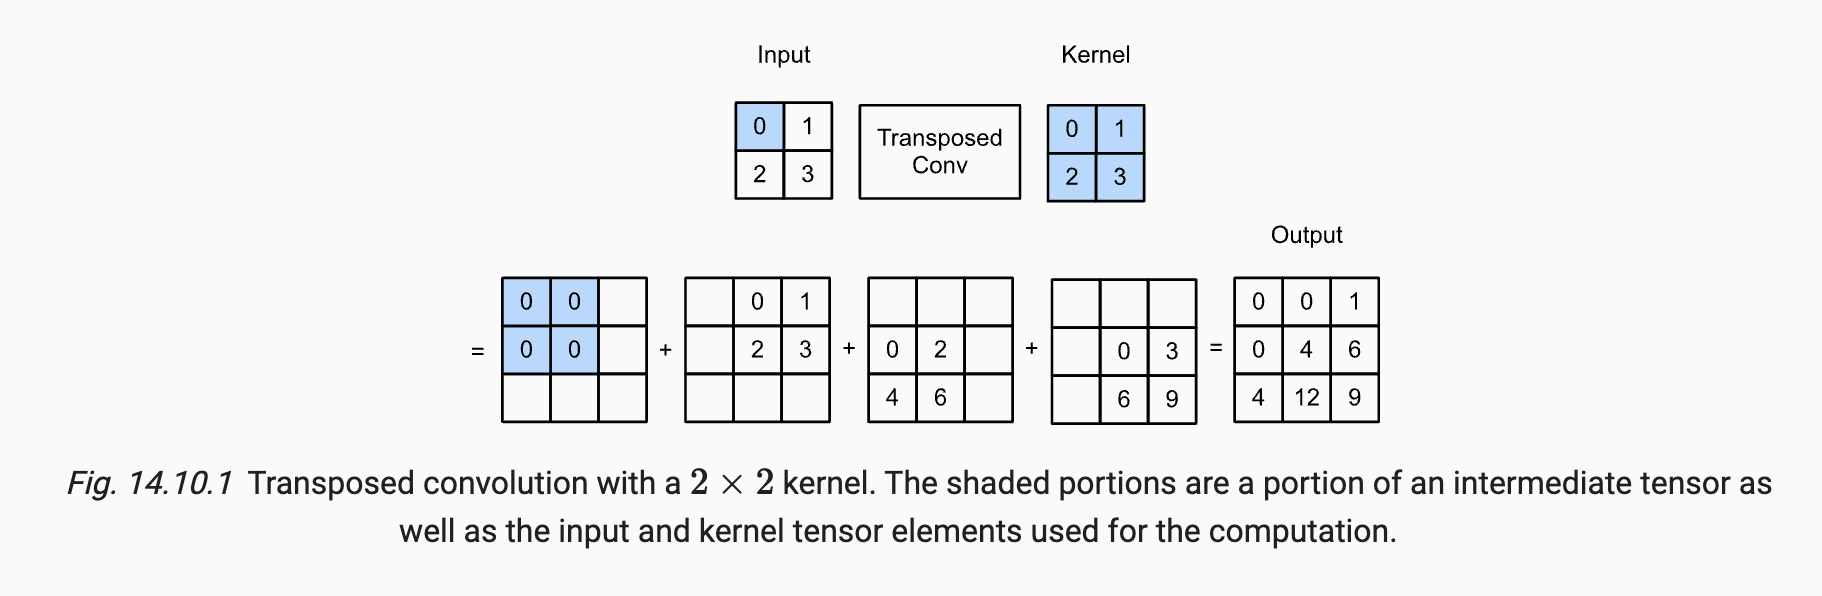 Input Kernel
0 1 Transposed 0 1
2 3 Conv 2 3
Output
0 0 0 1 0 0 1
= 0 0 + 2 3 + 0 2 + 0 3 = 0 4 6
4 6 6 9 4 12 9
Fig. 14.10.1 Transposed convolution with a 2 × 2 kernel. The shaded portions are a portion of an intermediate tensor as
well as the input and kernel tensor elements used for the computation.